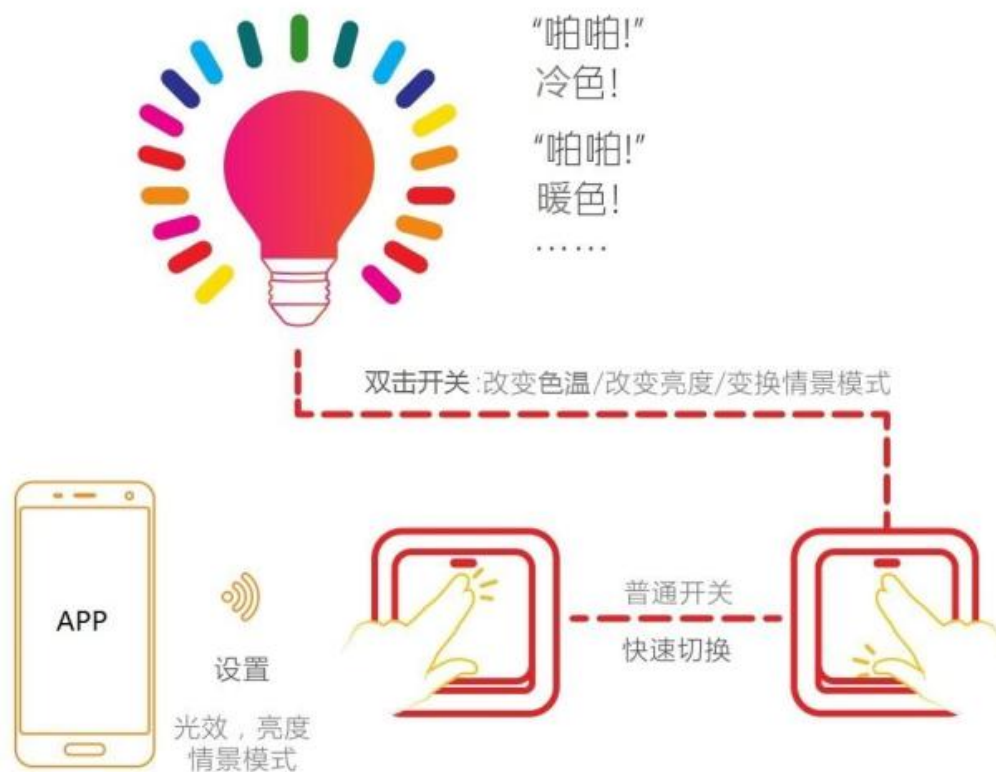 “啪啪!”
冷色!
“啪啪!”
暖色!
……
双击开关:改变色温/改变亮度/变换情景模式
APP
设置
光效，亮度
情景模式
普通开关
快速切换